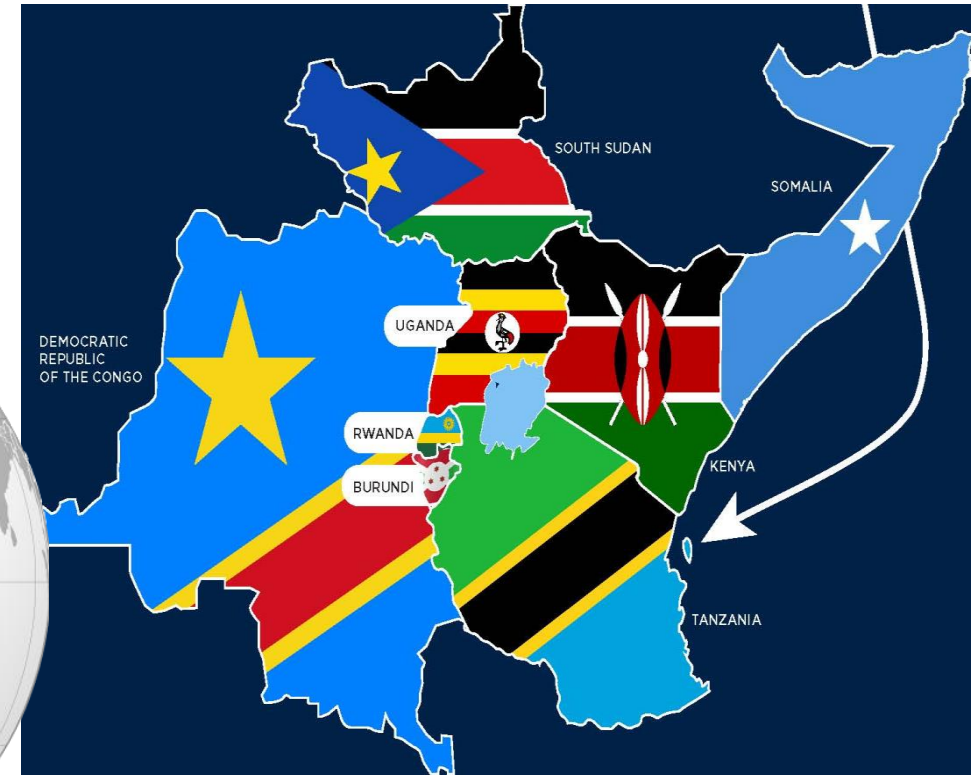 SOUTH SUDAN
SOMALIA
UGANDA
DEMOCRATIC
REPUBLIC
OF THE CONGO
RWANDA
KENYA
BURUNDI
TANZANIA